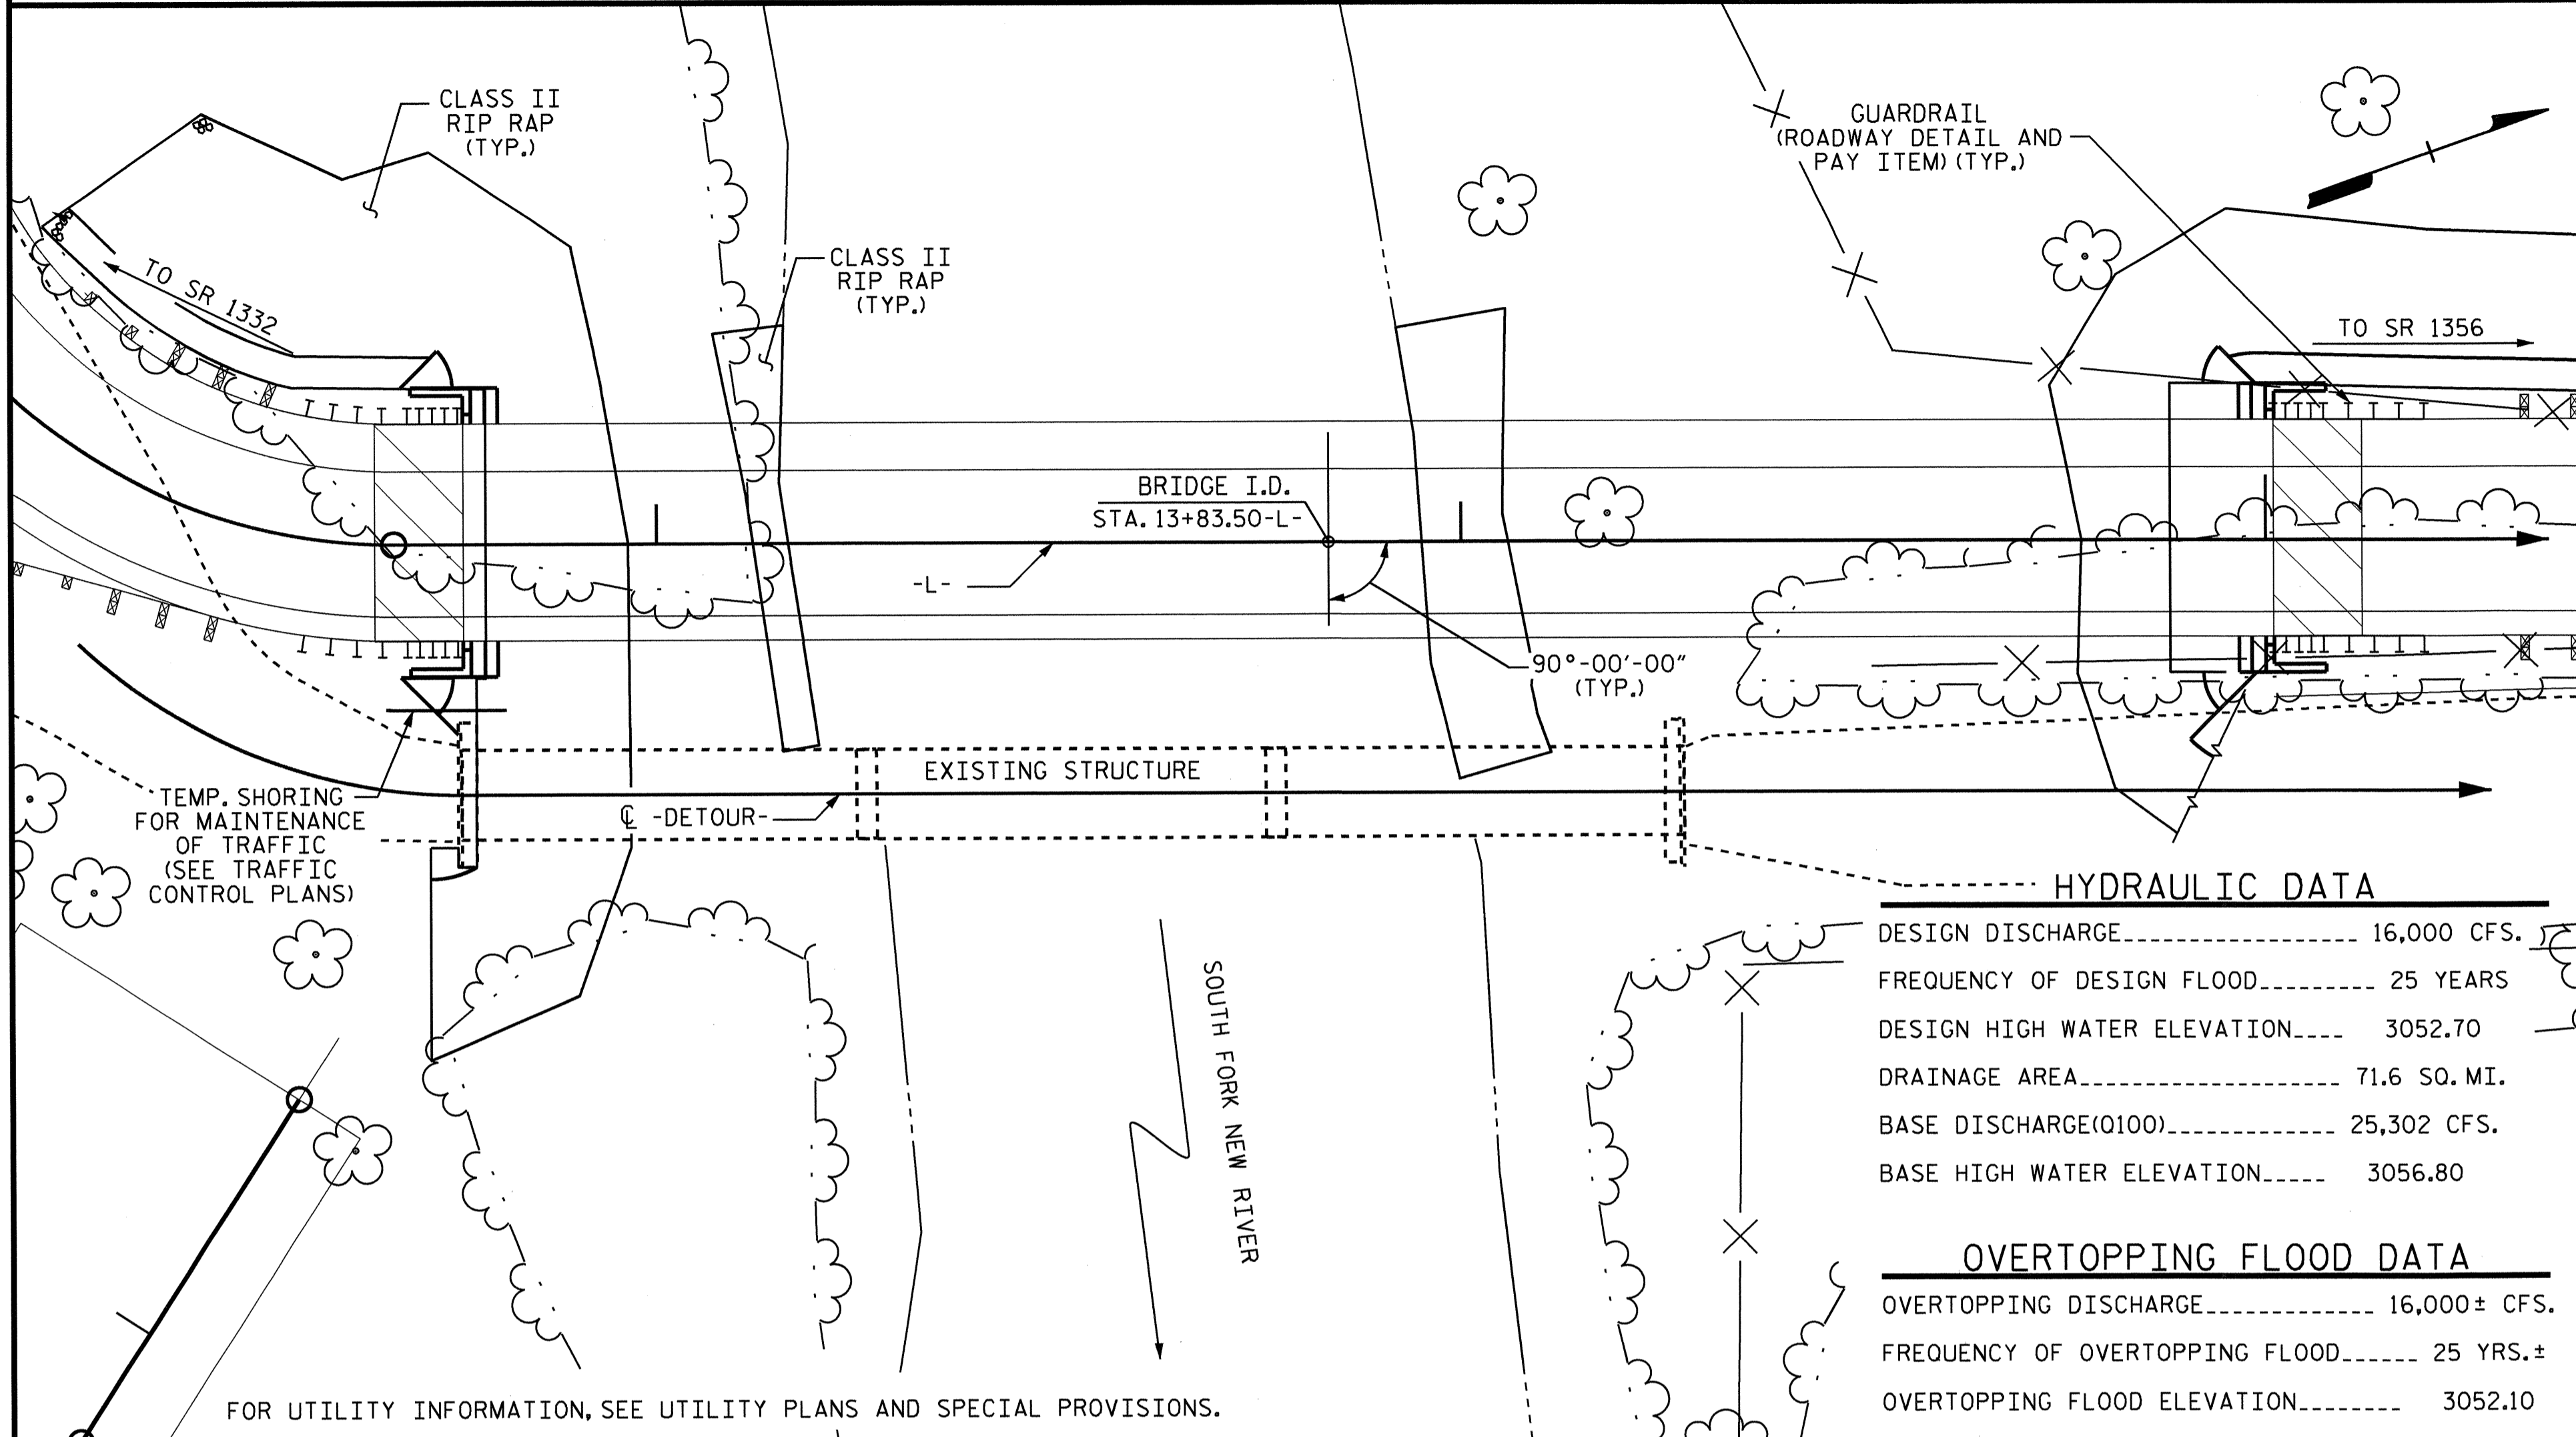 CLASS II
RIP RAP
(TYP.)
GUARDRAIL
(ROADWAY DETAIL AND
PAY ITEM) (TYP.)
CLASS II
RIP RAP
(TYP.)
TO SR 1332
TO SR 1356
BRIDGE I.D.
STA. 13+83.50-L-
-L-
90°-00'-00"
(TYP.)
EXISTING STRUCTURE
℄ -DETOUR-
TEMP. SHORING
FOR MAINTENANCE
OF TRAFFIC
(SEE TRAFFIC
CONTROL PLANS)
SOUTH FORK NEW RIVER
HYDRAULIC DATA
DESIGN DISCHARGE 16,000 CFS.
FREQUENCY OF DESIGN FLOOD 25 YEARS
DESIGN HIGH WATER ELEVATION 3052.70
DRAINAGE AREA 71.6 SQ. MI.
BASE DISCHARGE(Q100) 25,302 CFS.
BASE HIGH WATER ELEVATION 3056.80
OVERTOPPING FLOOD DATA
OVERTOPPING DISCHARGE 16,000± CFS.
FREQUENCY OF OVERTOPPING FLOOD 25 YRS.±
OVERTOPPING FLOOD ELEVATION 3052.10
FOR UTILITY INFORMATION, SEE UTILITY PLANS AND SPECIAL PROVISIONS.